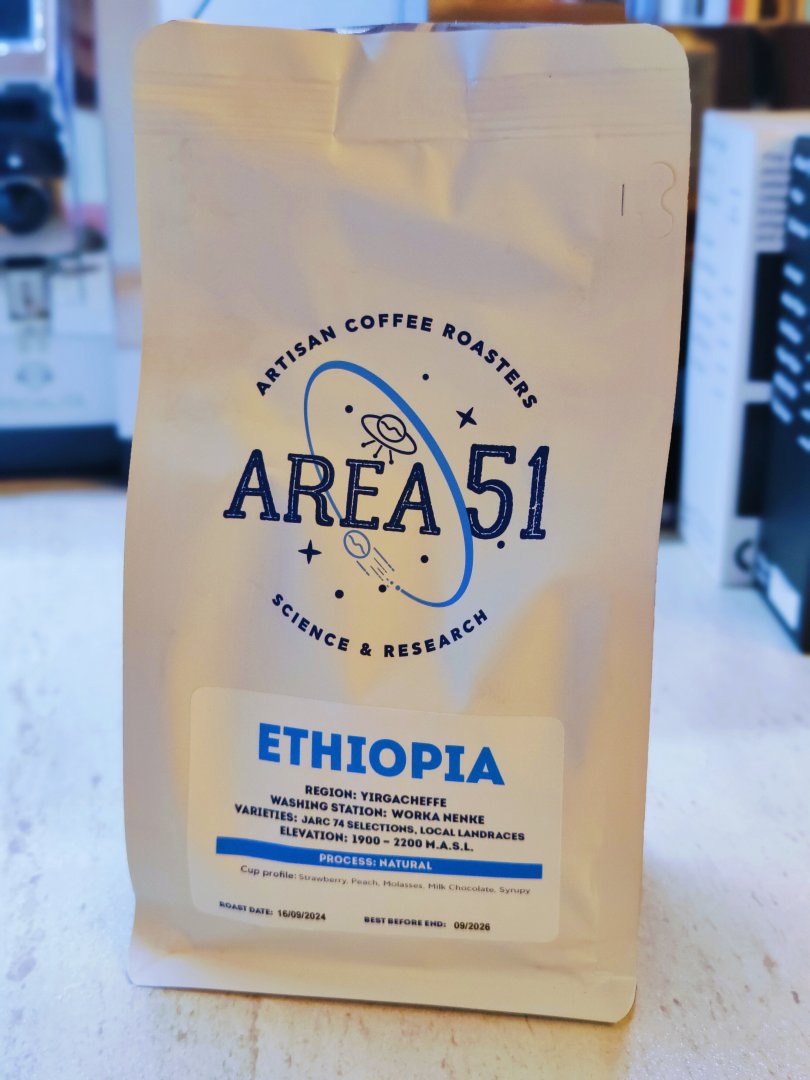 ARTISAN COFFEE ROASTERS
AREA 51
SCIENCE & RESEARCH
ETHIOPIA
REGION: YIRGACHEFFE
WASHING STATION: WORKA NENKE
VARIETIES: JARC 74 SELECTIONS, LOCAL LANDRACES
ELEVATION: 1900 – 2200 M.A.S.L.
PROCESS: NATURAL
Cup profile: Strawberry, Peach, Molasses, Milk Chocolate, Syrupy
ROAST DATE: 16/09/2024 BEST BEFORE END: 09/2026